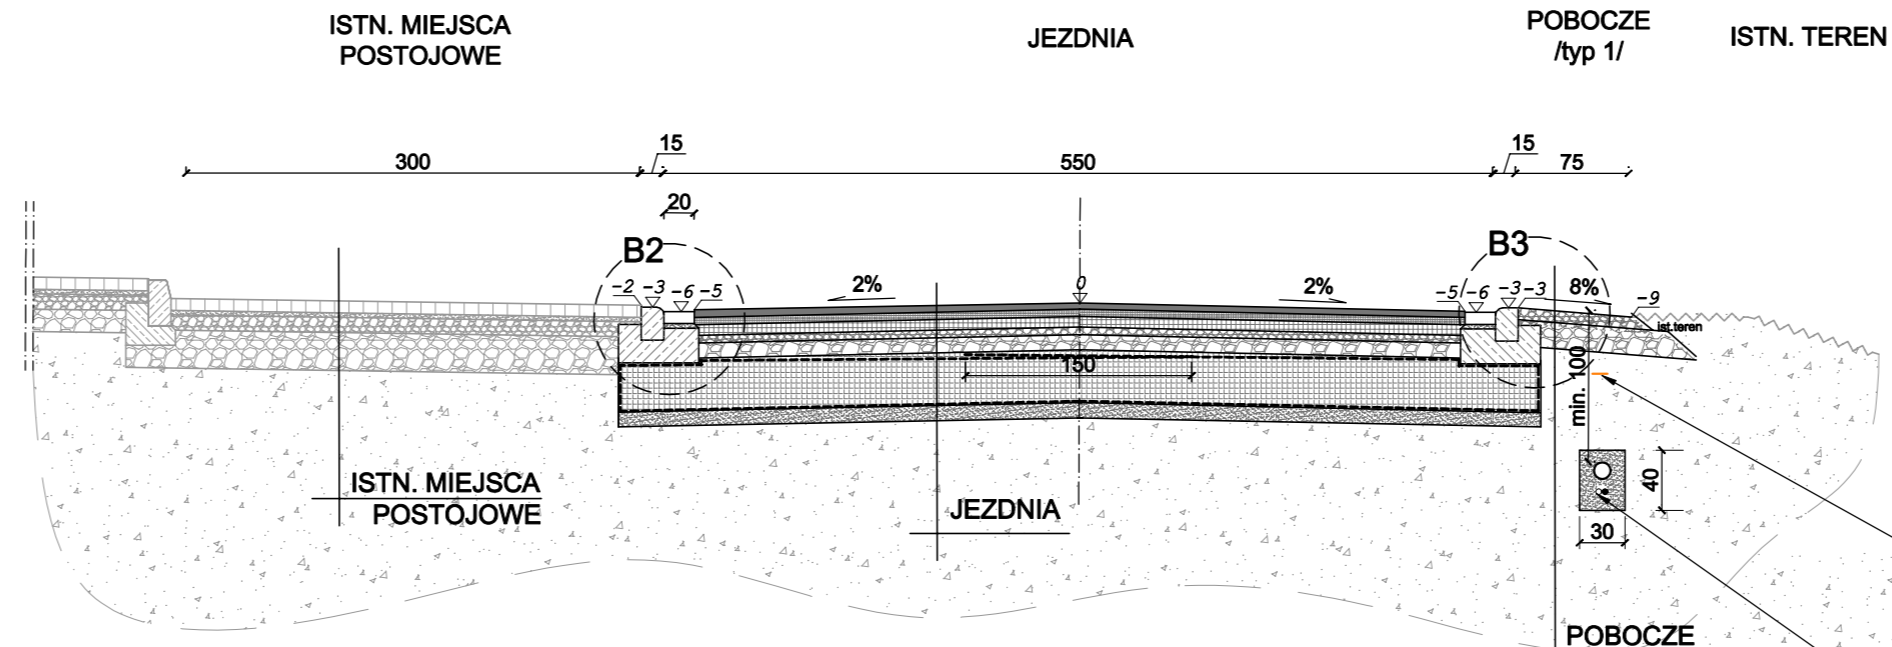 ISTN. MIEJSCA
POSTOJOWE
JEZDNIA
POBOCZE
/typ 1/
ISTN. TEREN
300
15
550
15
75
20
B2
B3
-2 -3 -6 -5
2%
0
2%
-5 -6 -3 -3
8%
-9
ist.teren
150
min. 100
40
30
ISTN. MIEJSCA
POSTOJOWE
JEZDNIA
POBOCZE